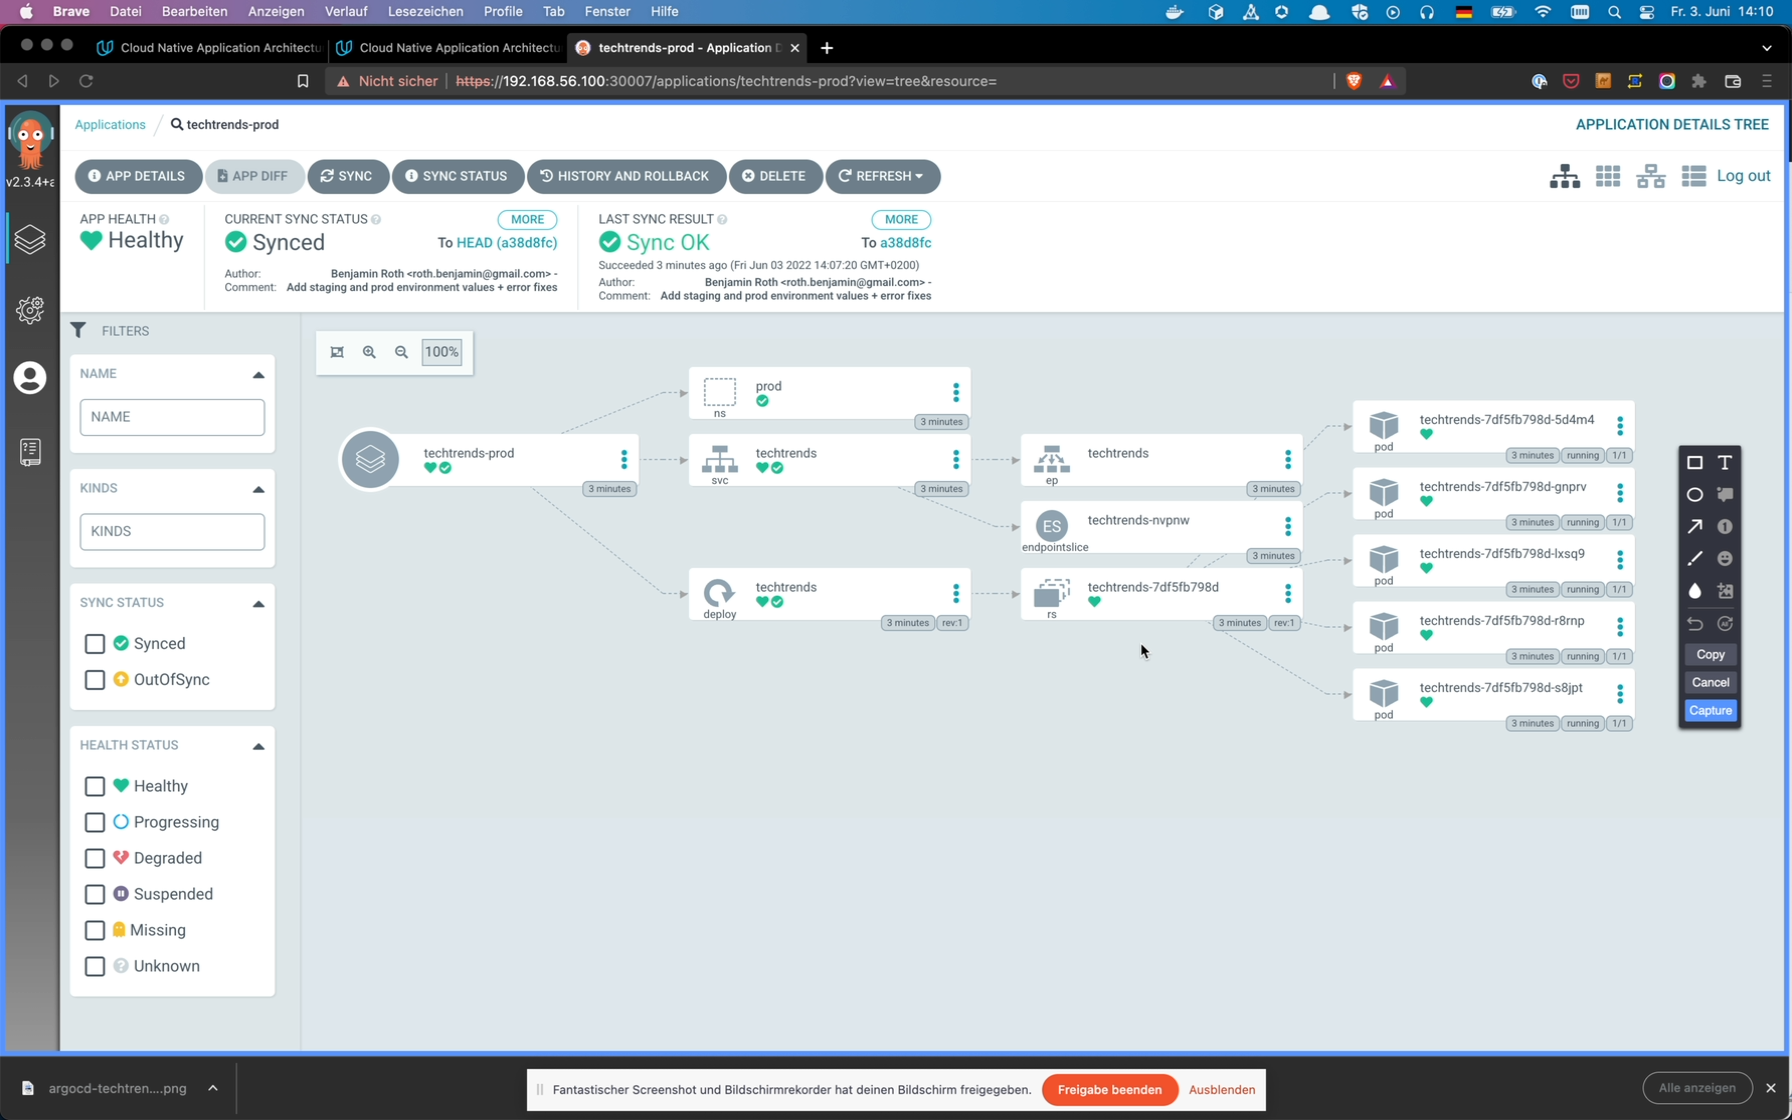 Brave Datei Bearbeiten Anzeigen Verlauf Lesezeichen Profile Tab Fenster Hilfe Fr. 3. Juni 14:10
Cloud Native Application Architectu Cloud Native Application Architectu techtrends-prod - Application D
Nicht sicher https://192.168.56.100:30007/applications/techtrends-prod?view=tree&resource=
v2.3.4+a
Applications / techtrends-prod APPLICATION DETAILS TREE
APP DETAILS APP DIFF SYNC SYNC STATUS HISTORY AND ROLLBACK DELETE REFRESH Log out
APP HEALTH
Healthy
CURRENT SYNC STATUS MORE
Synced To HEAD (a38d8fc)
Author: Benjamin Roth <roth.benjamin@gmail.com> -
Comment: Add staging and prod environment values + error fixes
LAST SYNC RESULT MORE
Sync OK To a38d8fc
Succeeded 3 minutes ago (Fri Jun 03 2022 14:07:20 GMT+0200)
Author: Benjamin Roth <roth.benjamin@gmail.com> -
Comment: Add staging and prod environment values + error fixes
FILTERS
NAME
NAME
KINDS
KINDS
SYNC STATUS
Synced
OutOfSync
HEALTH STATUS
Healthy
Progressing
Degraded
Suspended
Missing
Unknown
100%
techtrends-prod
3 minutes
prod
ns
3 minutes
techtrends
svc
3 minutes
techtrends
deploy
3 minutes rev:1
techtrends
ep
3 minutes
ES techtrends-nvpnw
endpointslice
3 minutes
techtrends-7df5fb798d
rs
3 minutes rev:1
techtrends-7df5fb798d-5d4m4
pod
3 minutes running 1/1
techtrends-7df5fb798d-gnprv
pod
3 minutes running 1/1
techtrends-7df5fb798d-lxsq9
pod
3 minutes running 1/1
techtrends-7df5fb798d-r8rnp
pod
3 minutes running 1/1
techtrends-7df5fb798d-s8jpt
pod
3 minutes running 1/1
T
1
Copy
Cancel
Capture
argocd-techtren....png
Fantastischer Screenshot und Bildschirmrekorder hat deinen Bildschirm freigegeben. Freigabe beenden Ausblenden
Alle anzeigen